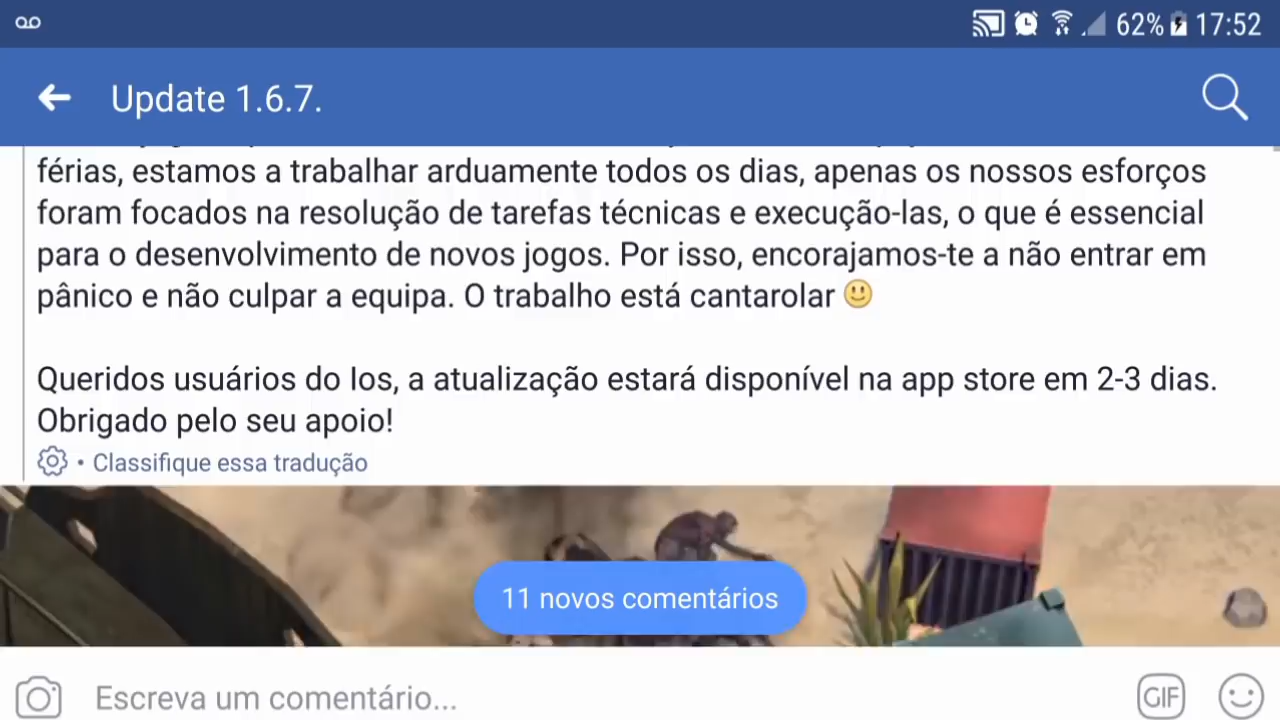 62% 17:52
Update 1.6.7.
férias, estamos a trabalhar arduamente todos os dias, apenas os nossos esforços
foram focados na resolução de tarefas técnicas e execução-las, o que é essencial
para o desenvolvimento de novos jogos. Por isso, encorajamos-te a não entrar em
pânico e não culpar a equipa. O trabalho está cantarolar 🙂
Queridos usuários do Ios, a atualização estará disponível na app store em 2-3 dias.
Obrigado pelo seu apoio!
• Classifique essa tradução
11 novos comentários
Escreva um comentário...
GIF